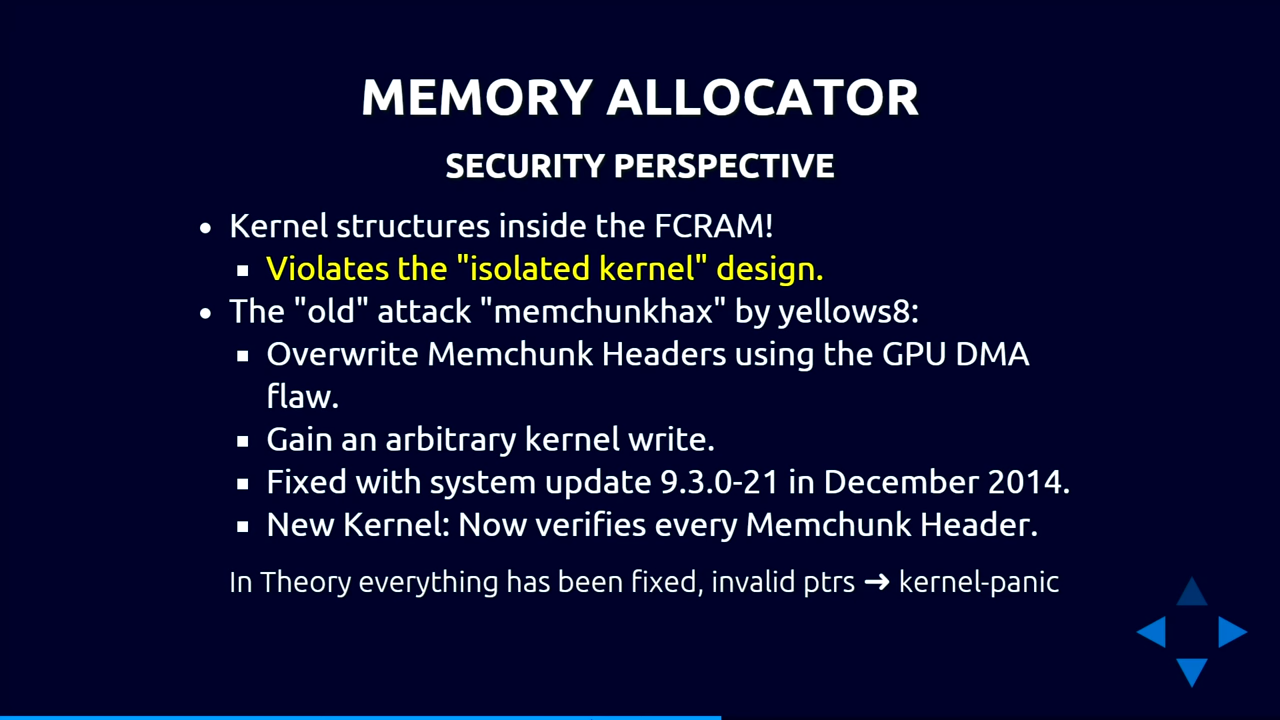 MEMORY ALLOCATOR
SECURITY PERSPECTIVE
• Kernel structures inside the FCRAM!
▪ Violates the "isolated kernel" design.
• The "old" attack "memchunkhax" by yellows8:
▪ Overwrite Memchunk Headers using the GPU DMA
flaw.
▪ Gain an arbitrary kernel write.
▪ Fixed with system update 9.3.0-21 in December 2014.
▪ New Kernel: Now verifies every Memchunk Header.
In Theory everything has been fixed, invalid ptrs ➜ kernel-panic